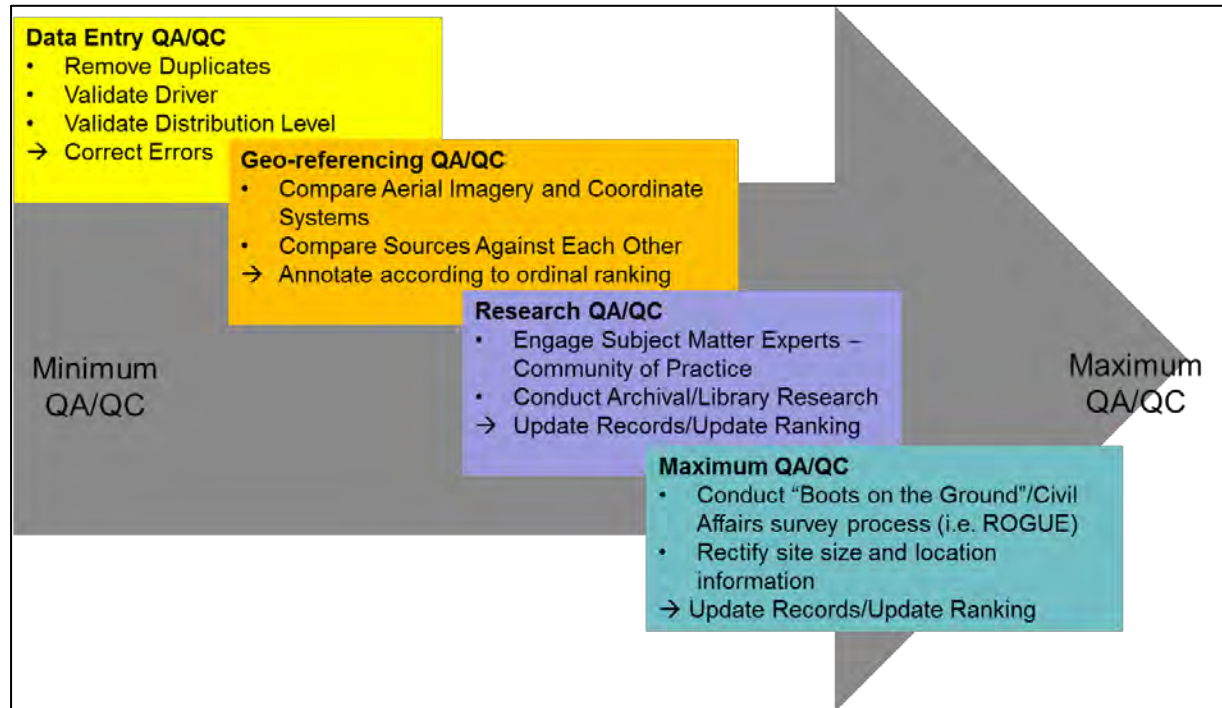 Data Entry QA/QC
• Remove Duplicates
• Validate Driver
• Validate Distribution Level
→ Correct Errors
Geo-referencing QA/QC
• Compare Aerial Imagery and Coordinate
Systems
• Compare Sources Against Each Other
→ Annotate according to ordinal ranking
Research QA/QC
• Engage Subject Matter Experts –
Community of Practice
• Conduct Archival/Library Research
→ Update Records/Update Ranking
Minimum
QA/QC
Maximum
QA/QC
Maximum QA/QC
• Conduct “Boots on the Ground”/Civil
Affairs survey process (i.e. ROGUE)
• Rectify site size and location
information
→ Update Records/Update Ranking